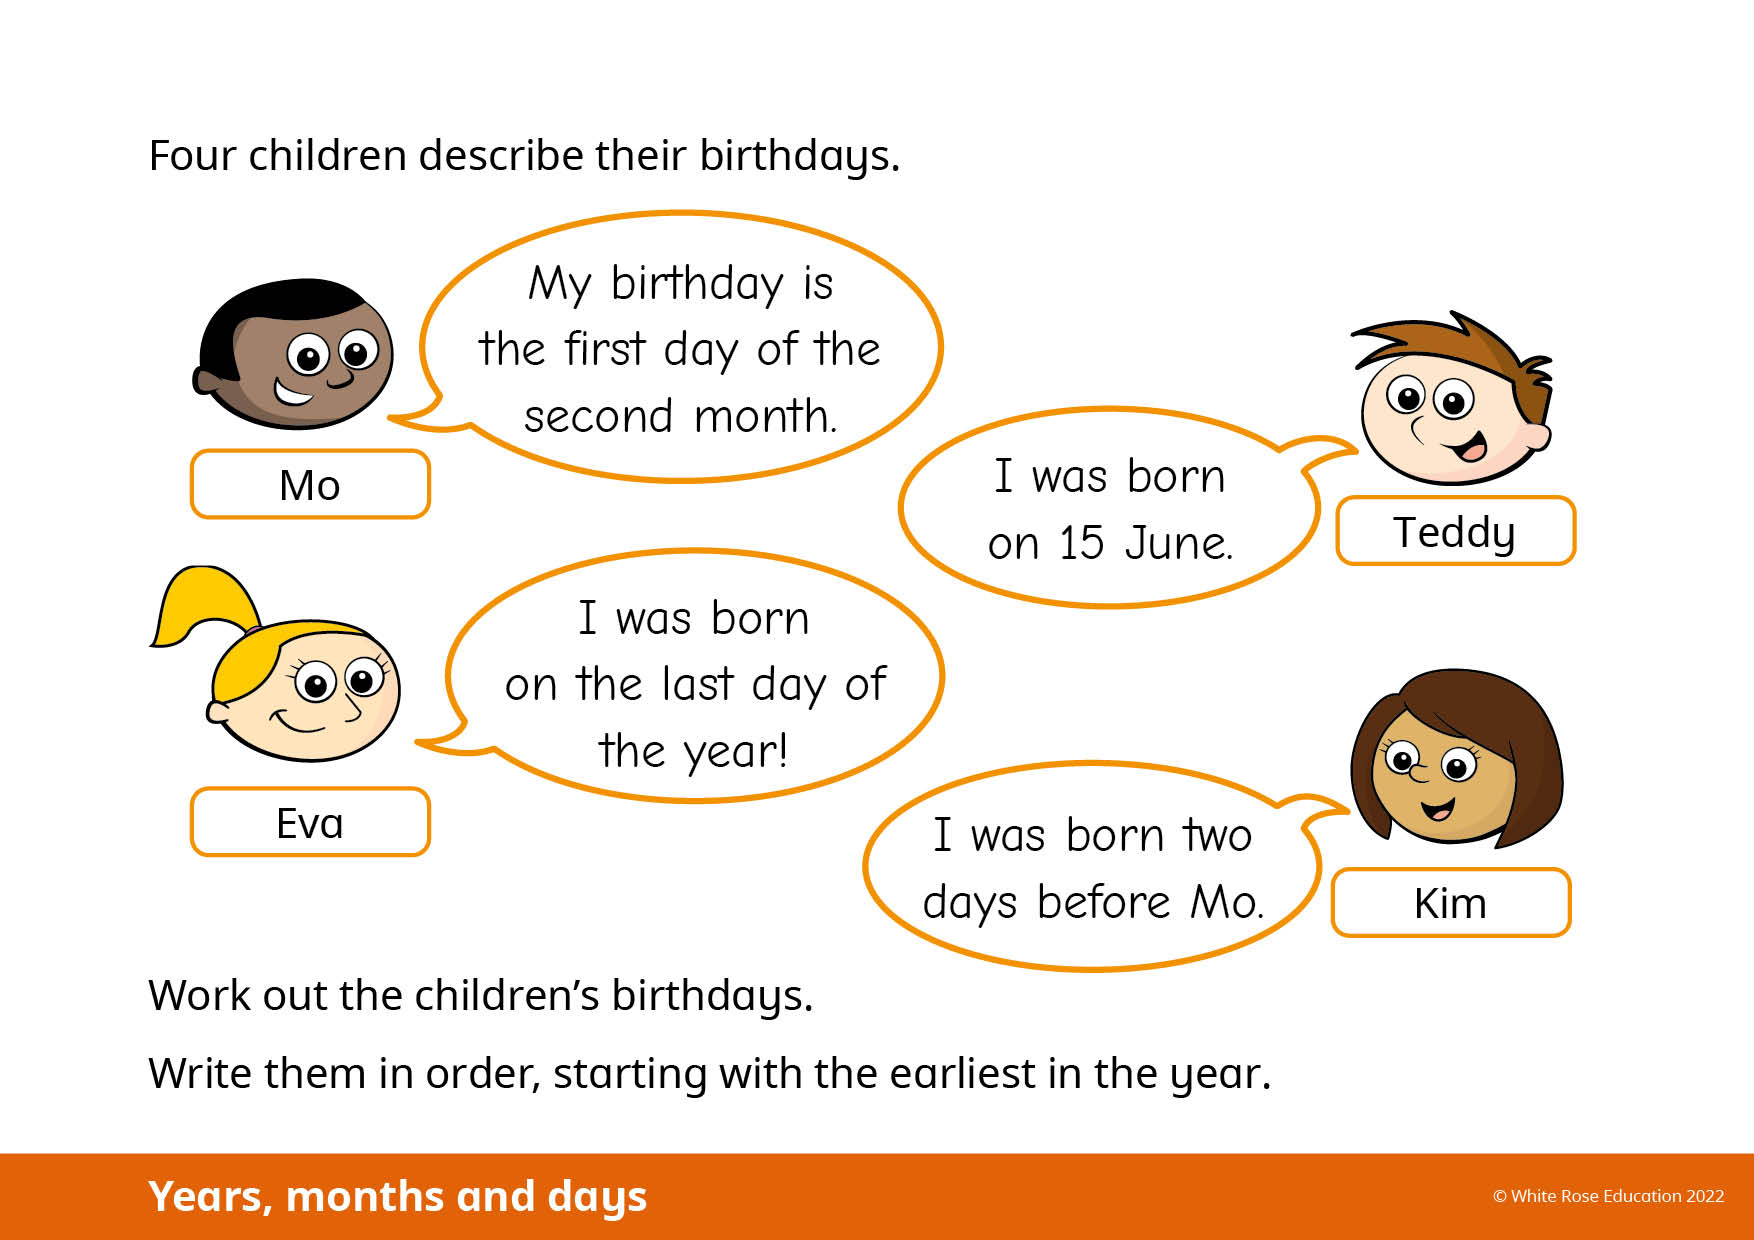 Four children describe their birthdays.
My birthday is
the first day of the
second month.
Mo
I was born
on 15 June.
Teddy
I was born
on the last day of
the year!
Eva
I was born two
days before Mo.
Kim
Work out the children’s birthdays.
Write them in order, starting with the earliest in the year.
Years, months and days
© White Rose Education 2022